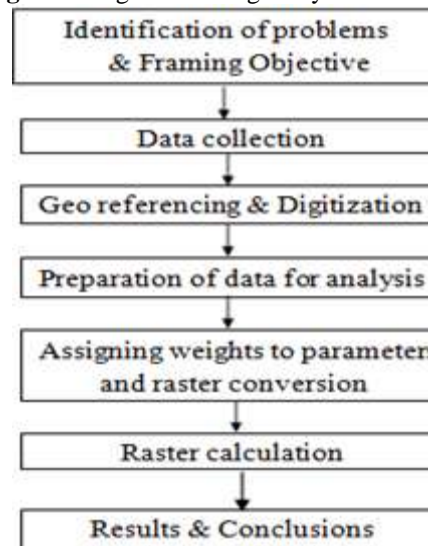 Identification of problems
& Framing Objective
Data collection
Geo referencing & Digitization
Preparation of data for analysis
Assigning weights to parameter
and raster conversion
Raster calculation
Results & Conclusions